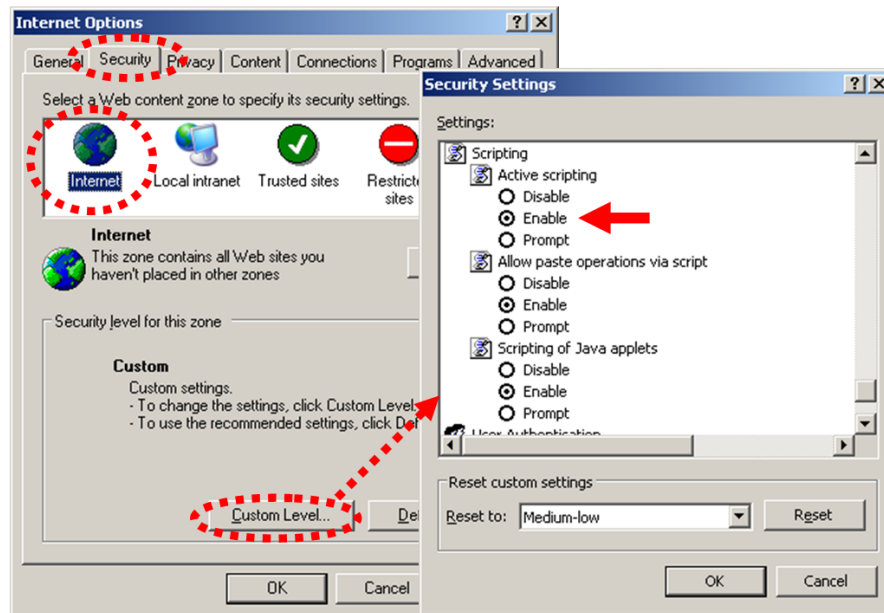 Internet Options
General Security Privacy Content Connections Programs Advanced
Select a Web content zone to specify its security settings.
Internet Local intranet Trusted sites Restricte
sites
Internet
This zone contains all Web sites you
haven't placed in other zones
Security level for this zone
Custom
Custom settings.
- To change the settings, click Custom Level.
- To use the recommended settings, click Def
Custom Level... De
OK Cancel
Security Settings
Settings:
Scripting
Active scripting
Disable
Enable
Prompt
Allow paste operations via script
Disable
Enable
Prompt
Scripting of Java applets
Disable
Enable
Prompt
User Authentication
Reset custom settings
Reset to: Medium-low Reset
OK Cancel